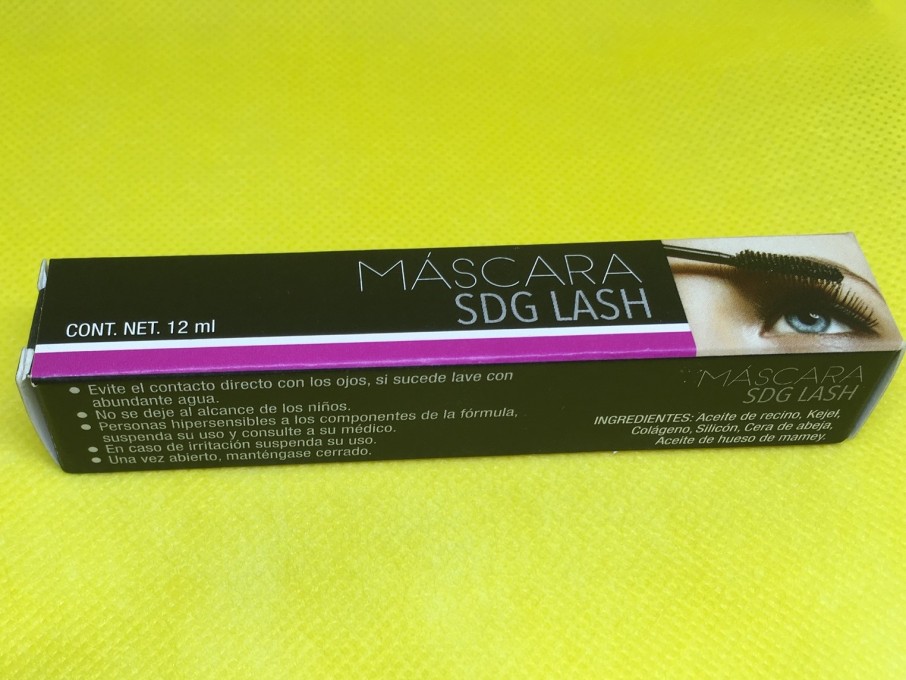 MÁSCARA
SDG LASH
CONT. NET. 12 ml
● Evite el contacto directo con los ojos, si sucede lave con
abundante agua.
● No se deje al alcance de los niños.
● Personas hipersensibles a los componentes de la fórmula,
suspenda su uso y consulte a su médico.
● En caso de irritación suspenda su uso.
● Una vez abierto, manténgase cerrado.
MÁSCARA
SDG LASH
INGREDIENTES: Aceite de recino, Kejel,
Colágeno, Silicón, Cera de abeja,
Aceite de hueso de mamey.